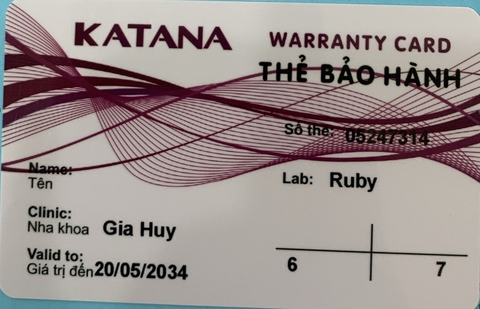 KATANA WARRANTY CARD
THẺ BẢO HÀNH
Số thẻ: 05247314
Name:
Tên
Lab: Ruby
Clinic:
Nha khoa Gia Huy
Valid to:
Giá trị đến 20/05/2034
6 7